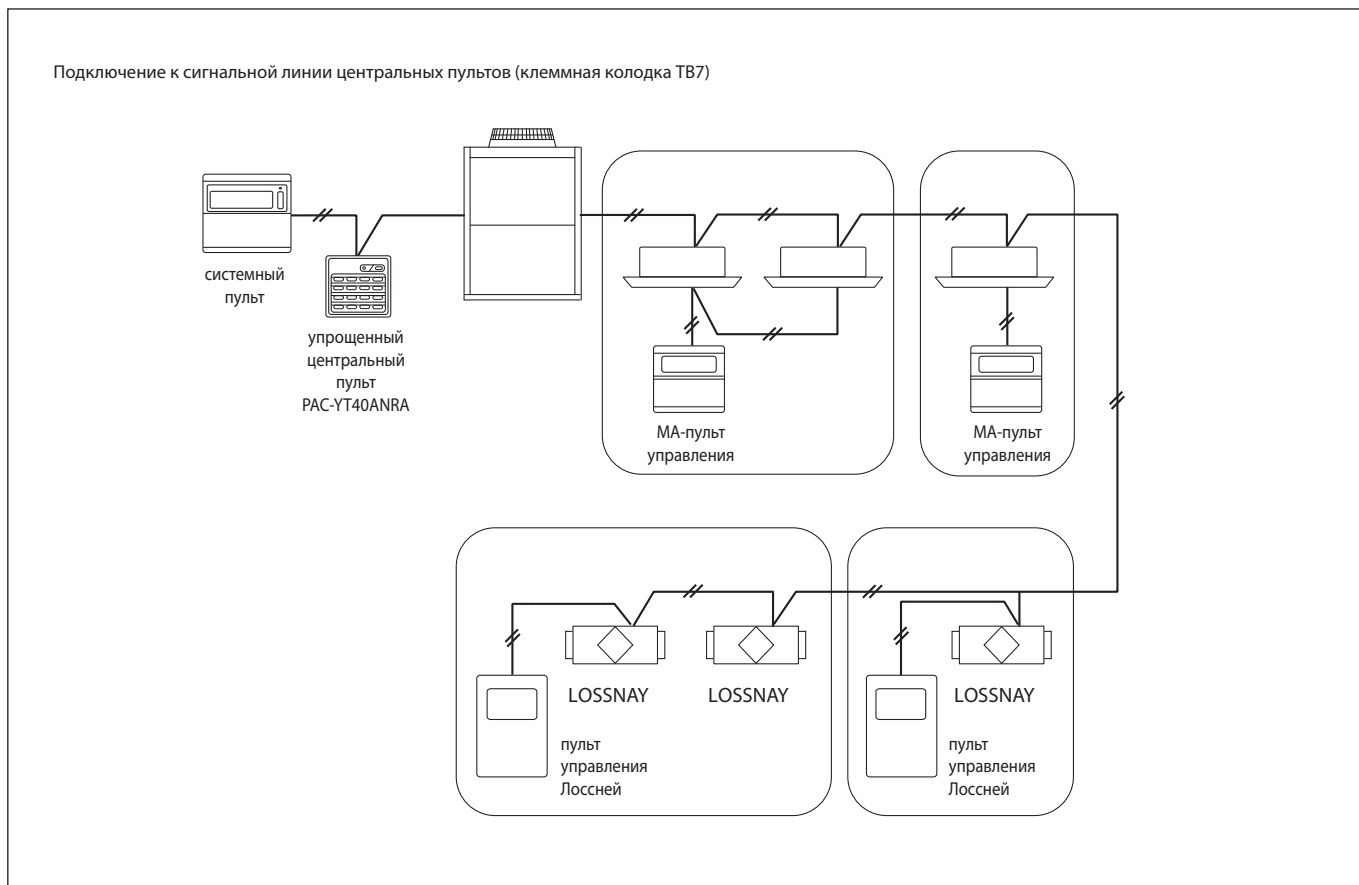 Подключение к сигнальной линии центральных пультов (клеммная колодка TB7)
системный
пульт
упрощенный
центральный
пульт
PAC-YT40ANRA
МА-пульт
управления
МА-пульт
управления
LOSSNAY
LOSSNAY
LOSSNAY
пульт
управления
Лоссней
пульт
управления
Лоссней